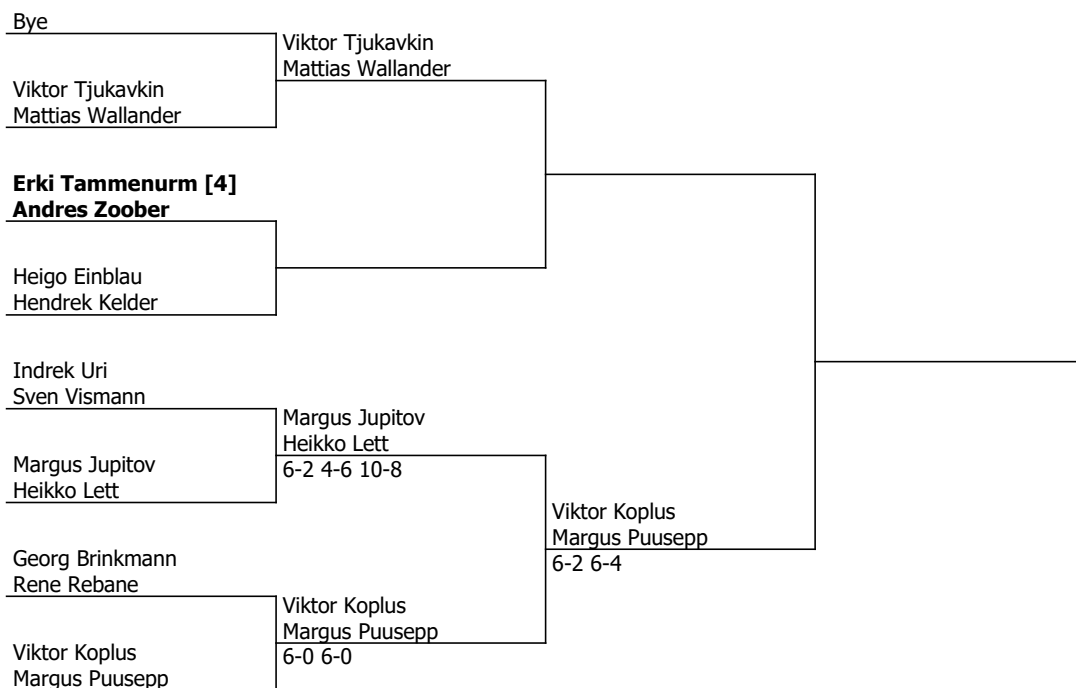 Bye
Viktor Tjukavkin
Mattias Wallander
Viktor Tjukavkin
Mattias Wallander
Erki Tammenurm [4]
Andres Zoober
Heigo Einblau
Hendrek Kelder
Indrek Uri
Sven Vismann
Margus Jupitov
Heikko Lett
6-2 4-6 10-8
Margus Jupitov
Heikko Lett
Viktor Koplus
Margus Puusepp
6-2 6-4
Georg Brinkmann
Rene Rebane
Viktor Koplus
Margus Puusepp
6-0 6-0
Viktor Koplus
Margus Puusepp